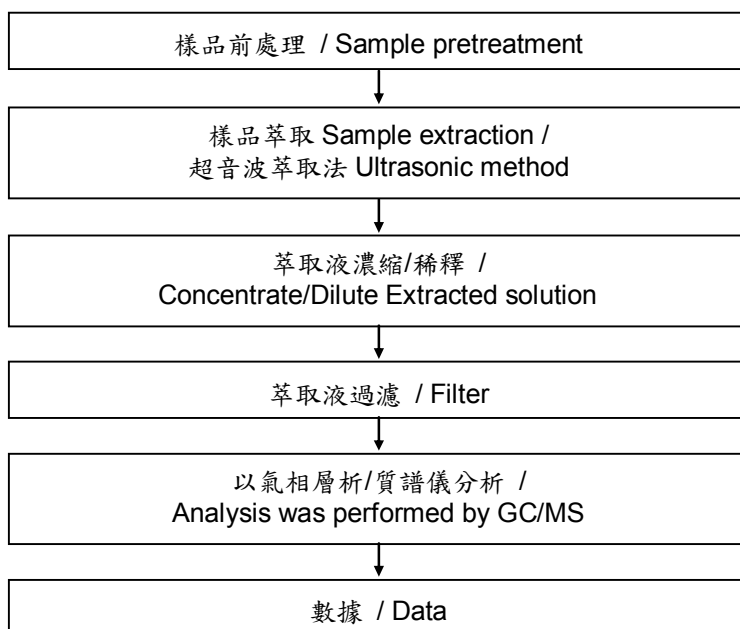 樣品前處理 / Sample pretreatment
樣品萃取 Sample extraction /
超音波萃取法 Ultrasonic method
萃取液濃縮/稀釋 /
Concentrate/Dilute Extracted solution
萃取液過濾 / Filter
以氣相層析/質譜儀分析 /
Analysis was performed by GC/MS
數據 / Data